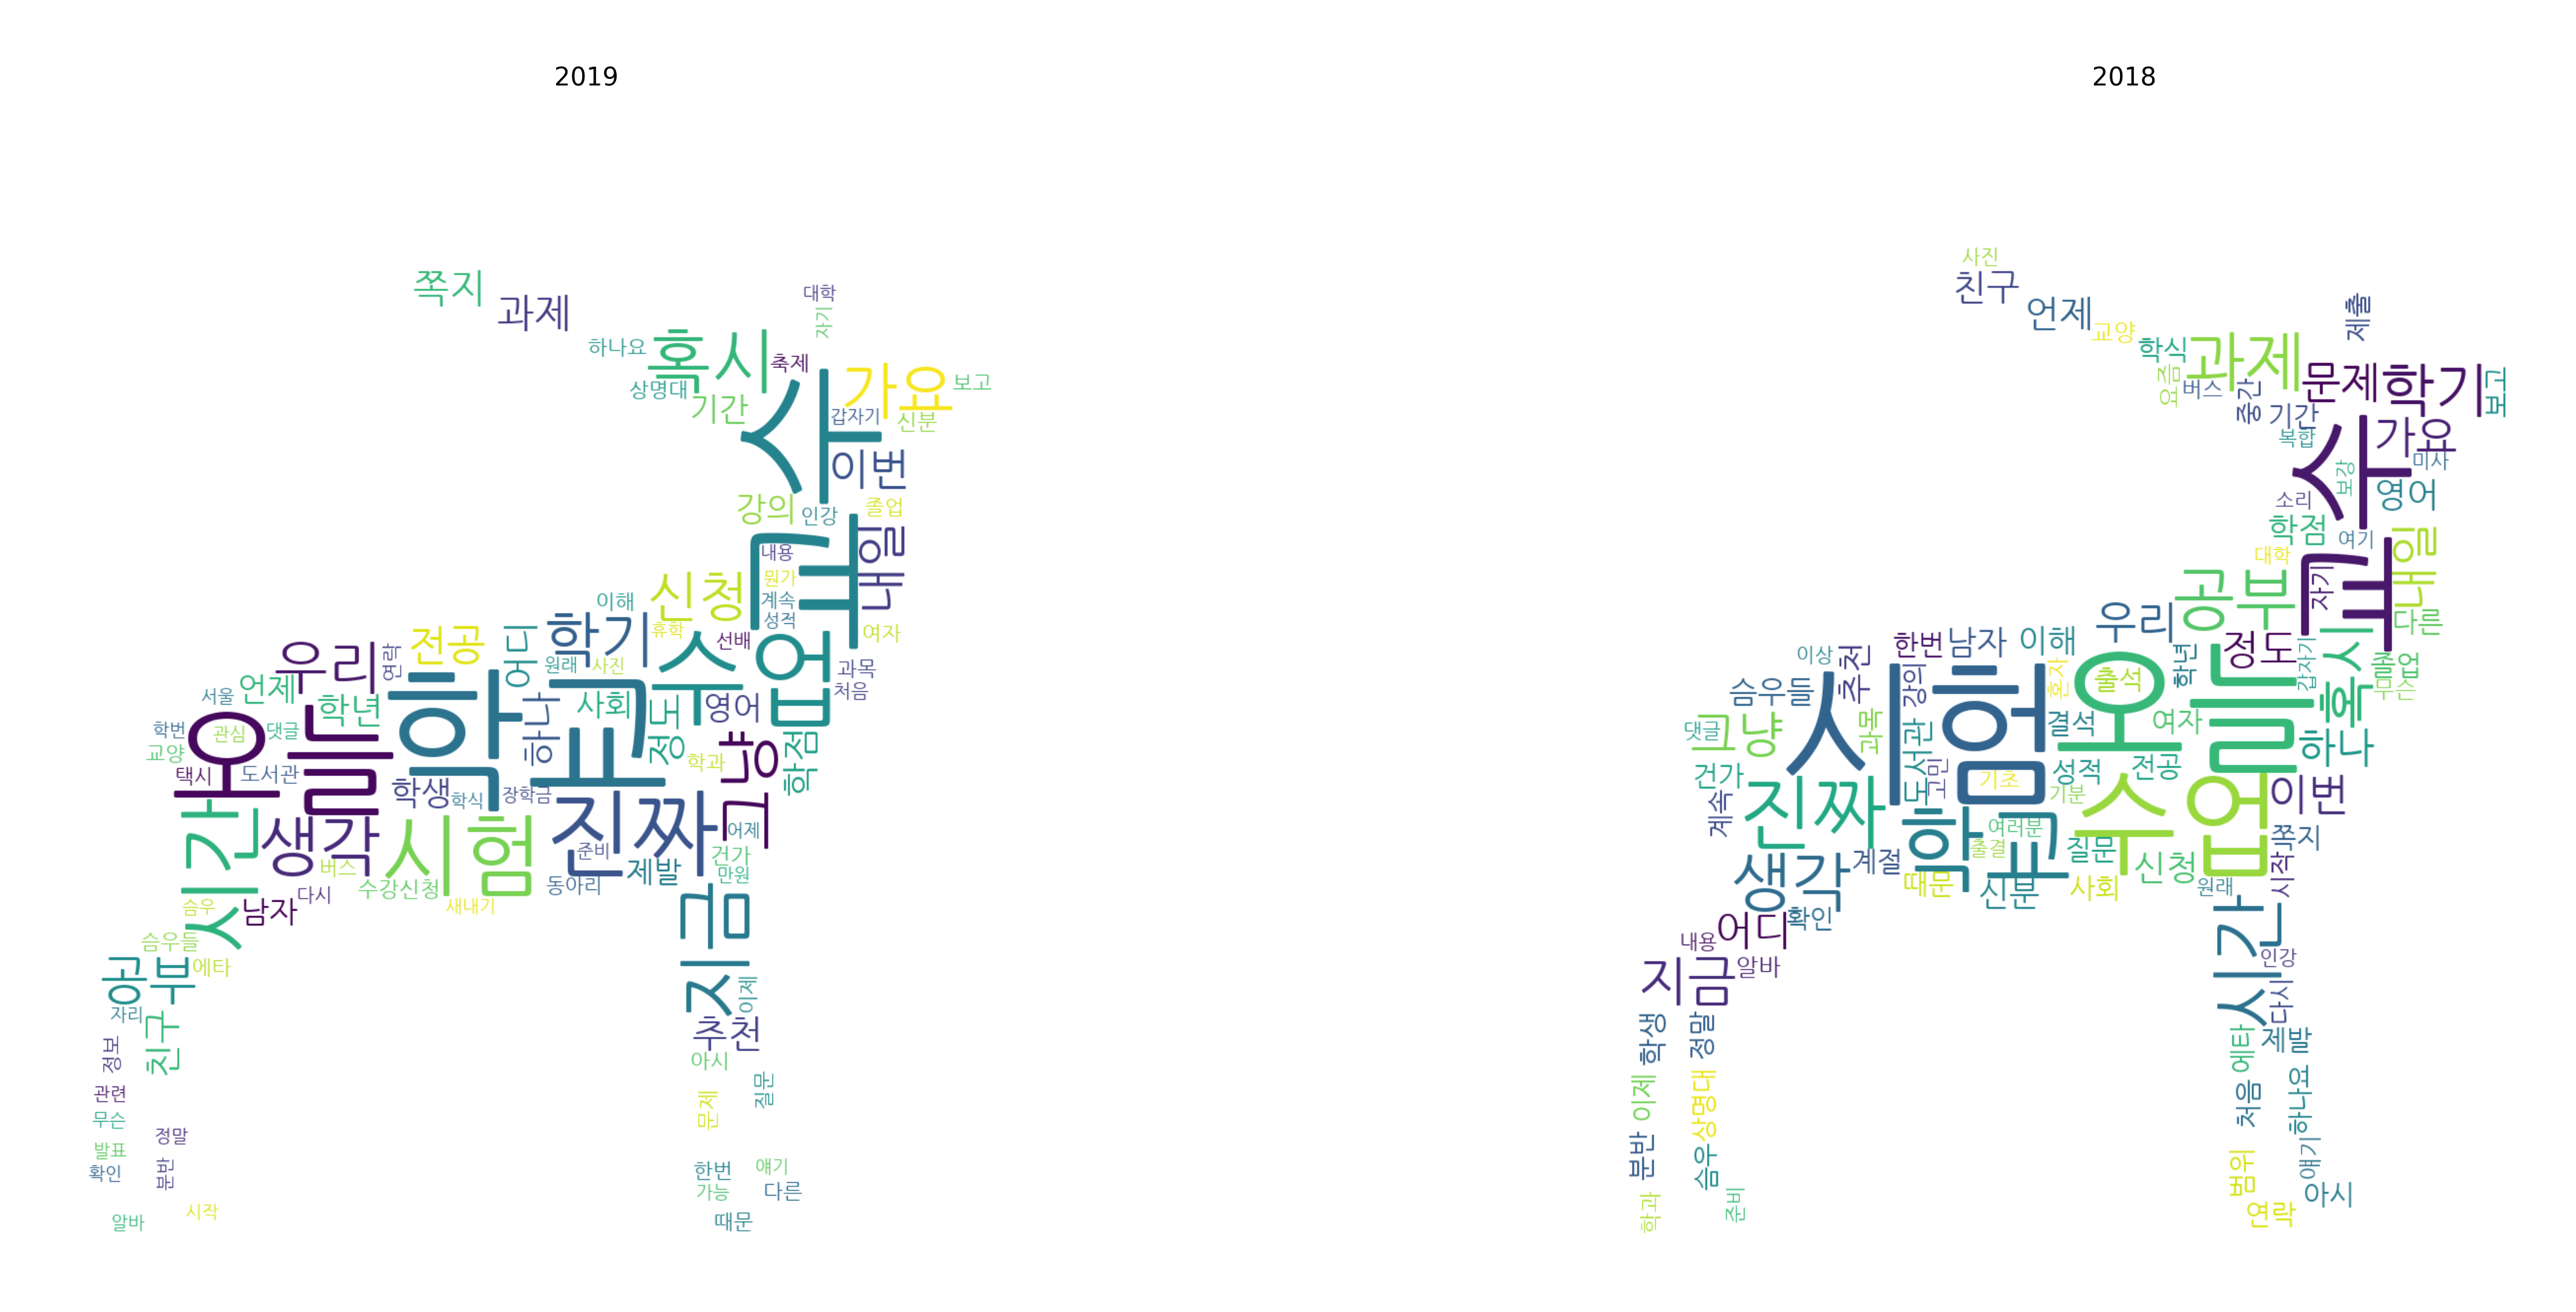 2019
쪽지
과제
대학
자기
하나요
혹시
축제
상명대
기간
가요
보고
갑자기
신분
교수
이번
강의
인강
졸업
내일
내용
뭔가
계속
성적
신청
이해
학기
휴학
선배
수업
여자
과목
처음
우리
연락
전공
어디
원래
사진
서울
언제
학년
사회
영어
정도
하나
학번
관심
댓글
교양
오늘
학교
택시
도서관
학생
학식
장학금
학과
그냥
학점
시간
생각
시험
진짜
버스
수강신청
새내기
준비
동아리
제발
어제
건가
만원
슴우
남자
다시
슴우들
에타
공부
지금
이제
자리
친구
정보
추천
아시
관련
무슨
발표
정말
확인
분반
알바
시작
문제
질문
한번
얘기
가능
다른
때문
2018
사진
친구
언제
교양
제출
학식
과제
요즘
버스
중간
기간
문제
학기
보고
복합
교수
가요
미사
보강
영어
소리
학점
여기
대학
내일
공부
자기
다른
우리
정도
혹시
갑자기
졸업
무슨
학년
이상
추천
한번
남자
이해
슴우들
강의
혼자
출석
댓글
그냥
과목
시험
도서관
결석
오늘
여자
하나
건가
고민
기초
성적
전공
기분
계속
진짜
학교
여러분
출결
수업
이번
쪽지
생각
계절
때문
신분
질문
사회
신청
원래
시작
확인
어디
내용
지금
알바
시간
인강
다시
학생
정말
이제
상명대
분반
슴우
학과
준비
에타
제발
처음
하나요
얘기
범위
아시
연락